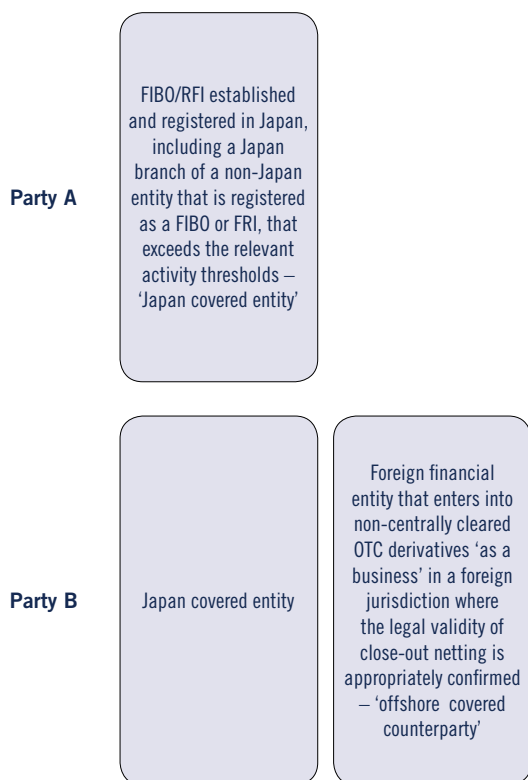 Party A
FIBO/RFI established
and registered in Japan,
including a Japan
branch of a non-Japan
entity that is registered
as a FIBO or FRI, that
exceeds the relevant
activity thresholds –
‘Japan covered entity’
Party B
Japan covered entity
Foreign financial
entity that enters into
non-centrally cleared
OTC derivatives ‘as a
business’ in a foreign
jurisdiction where
the legal validity of
close-out netting is
appropriately confirmed
– ‘offshore covered
counterparty’